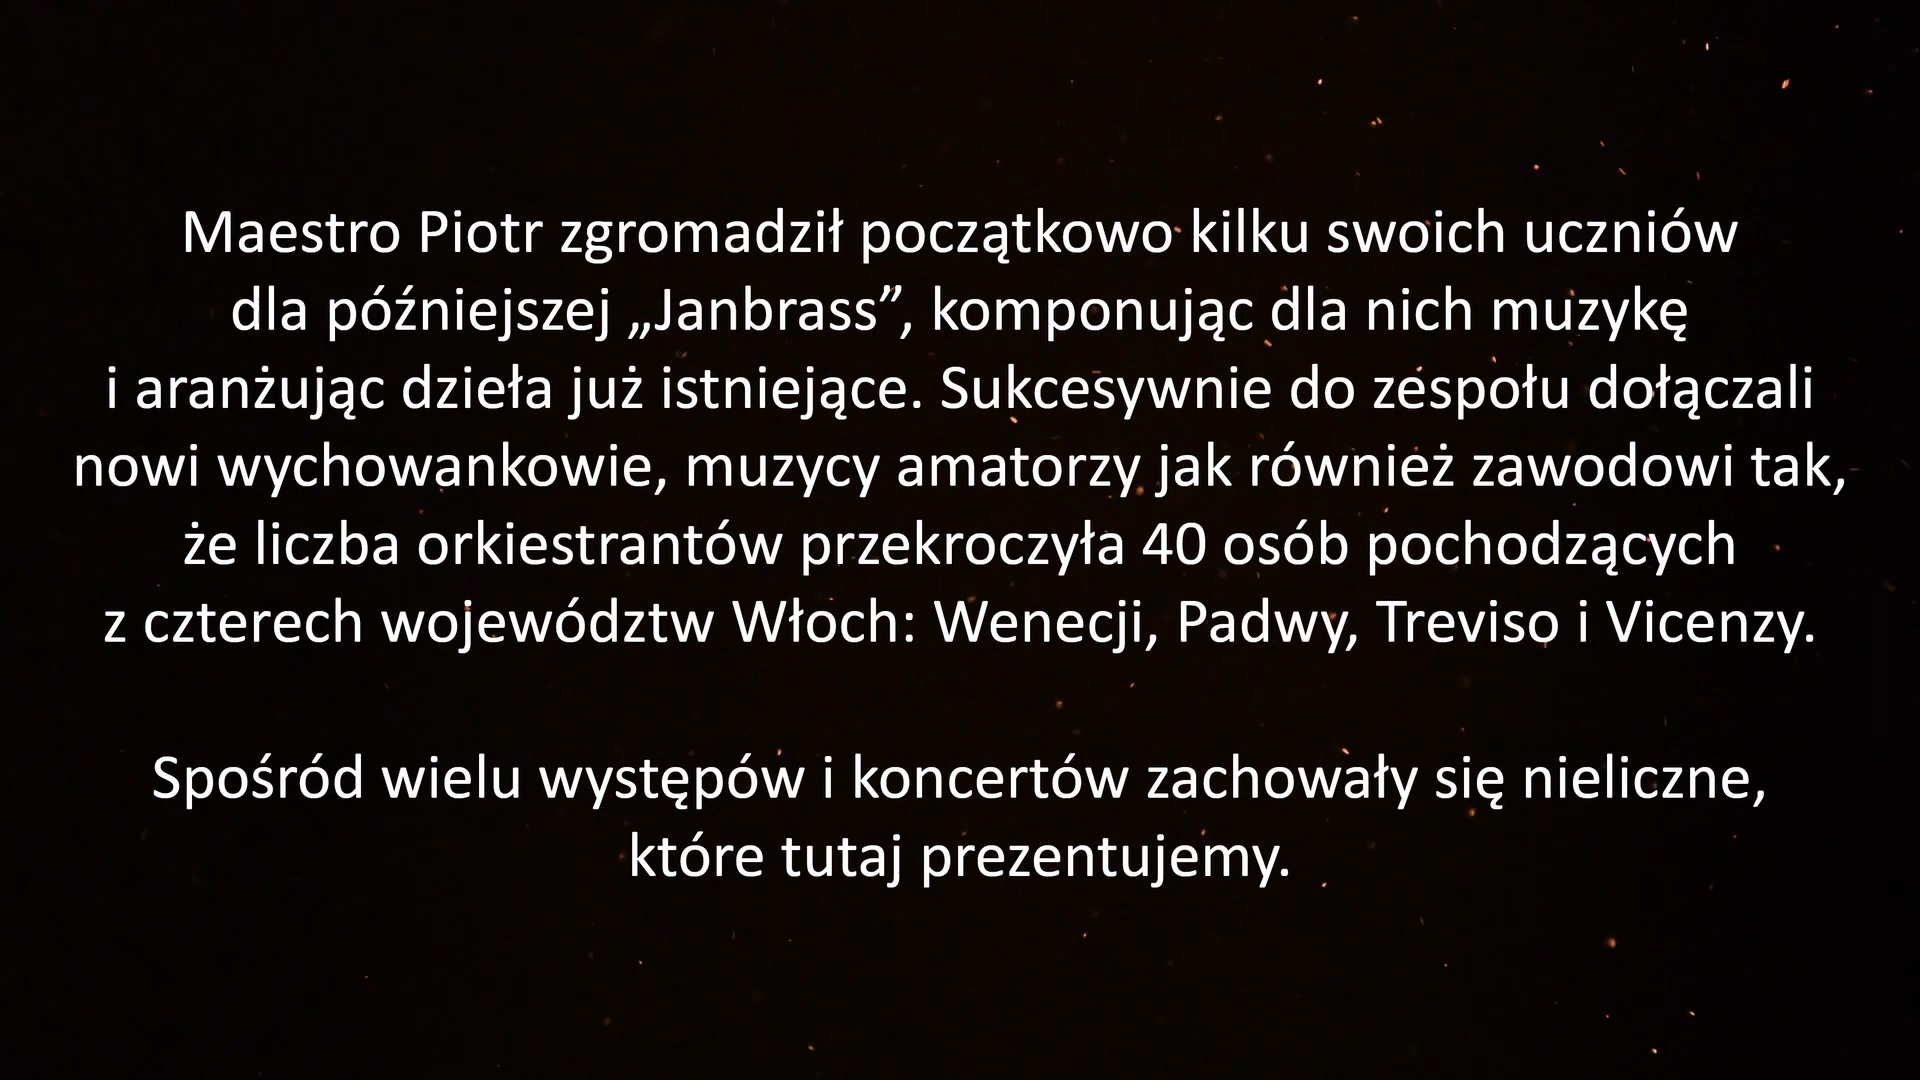 Maestro Piotr zgromadził początkowo kilku swoich uczniów
dla późniejszej „Janbrass”, komponując dla nich muzykę
i aranżując dzieła już istniejące. Sukcesywnie do zespołu dołączali
nowi wychowankowie, muzycy amatorzy jak również zawodowi tak,
że liczba orkiestrantów przekroczyła 40 osób pochodzących
z czterech województw Włoch: Wenecji, Padwy, Treviso i Vicenzy.
Spośród wielu występów i koncertów zachowały się nieliczne,
które tutaj prezentujemy.